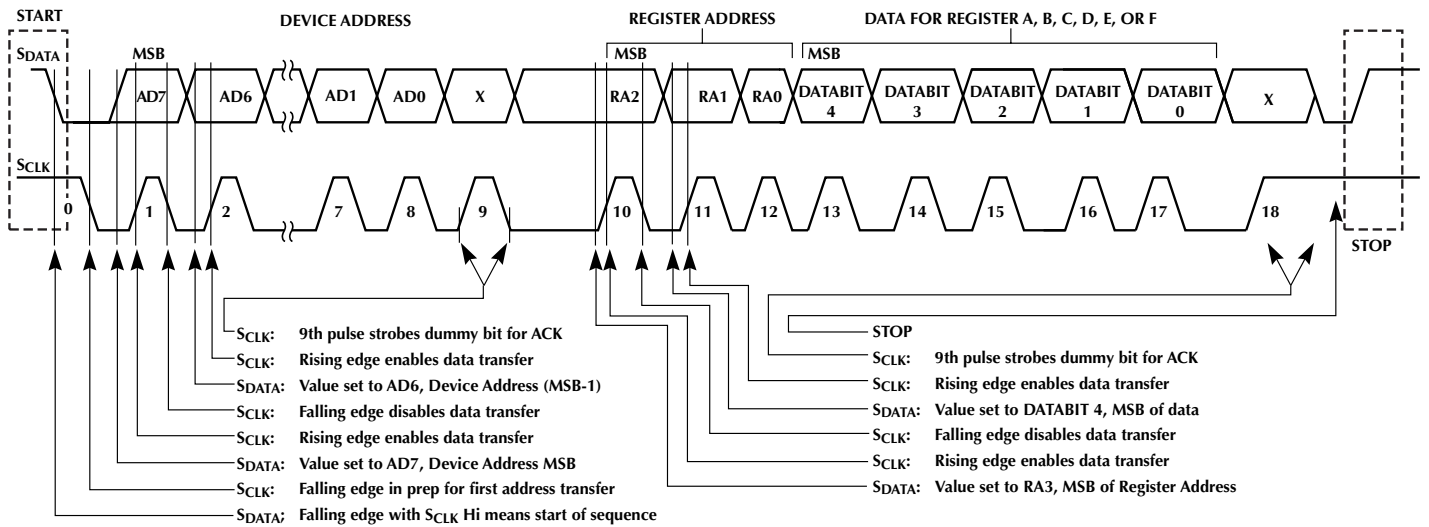 START
DEVICE ADDRESS
REGISTER ADDRESS
DATA FOR REGISTER A, B, C, D, E, OR F
SDATA
MSB
MSB
MSB
AD7
AD6
AD1
AD0
X
RA2
RA1
RA0
DATABIT 4
DATABIT 3
DATABIT 2
DATABIT 1
DATABIT 0
X
SCLK
0
1
2
7
8
9
10
11
12
13
14
15
16
17
18
STOP
SCLK: 9th pulse strobes dummy bit for ACK
SCLK: Rising edge enables data transfer
SDATA: Value set to AD6, Device Address (MSB-1)
SCLK: Falling edge disables data transfer
SCLK: Rising edge enables data transfer
SDATA: Value set to AD7, Device Address MSB
SCLK: Falling edge in prep for first address transfer
SDATA; Falling edge with SCLK Hi means start of sequence
STOP
SCLK: 9th pulse strobes dummy bit for ACK
SCLK: Rising edge enables data transfer
SDATA: Value set to DATABIT 4, MSB of data
SCLK: Falling edge disables data transfer
SCLK: Rising edge enables data transfer
SDATA: Value set to RA3, MSB of Register Address